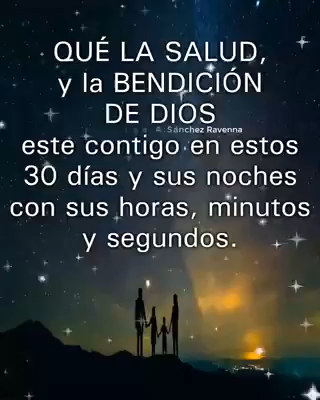 QUÉ LA SALUD,
y la BENDICIÓN
DE DIOS
A. Sánchez Ravenna
este contigo en estos
30 días y sus noches
con sus horas, minutos
y segundos.